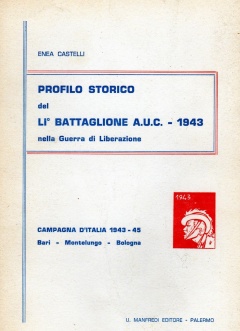 ENEA CASTELLI
PROFILO STORICO
del
LI° BATTAGLIONE A.U.C. - 1943
nella Guerra di Liberazione
1943
CAMPAGNA D'ITALIA 1943 - 45
Bari - Montelungo - Bologna
U. MANFREDI EDITORE - PALERMO